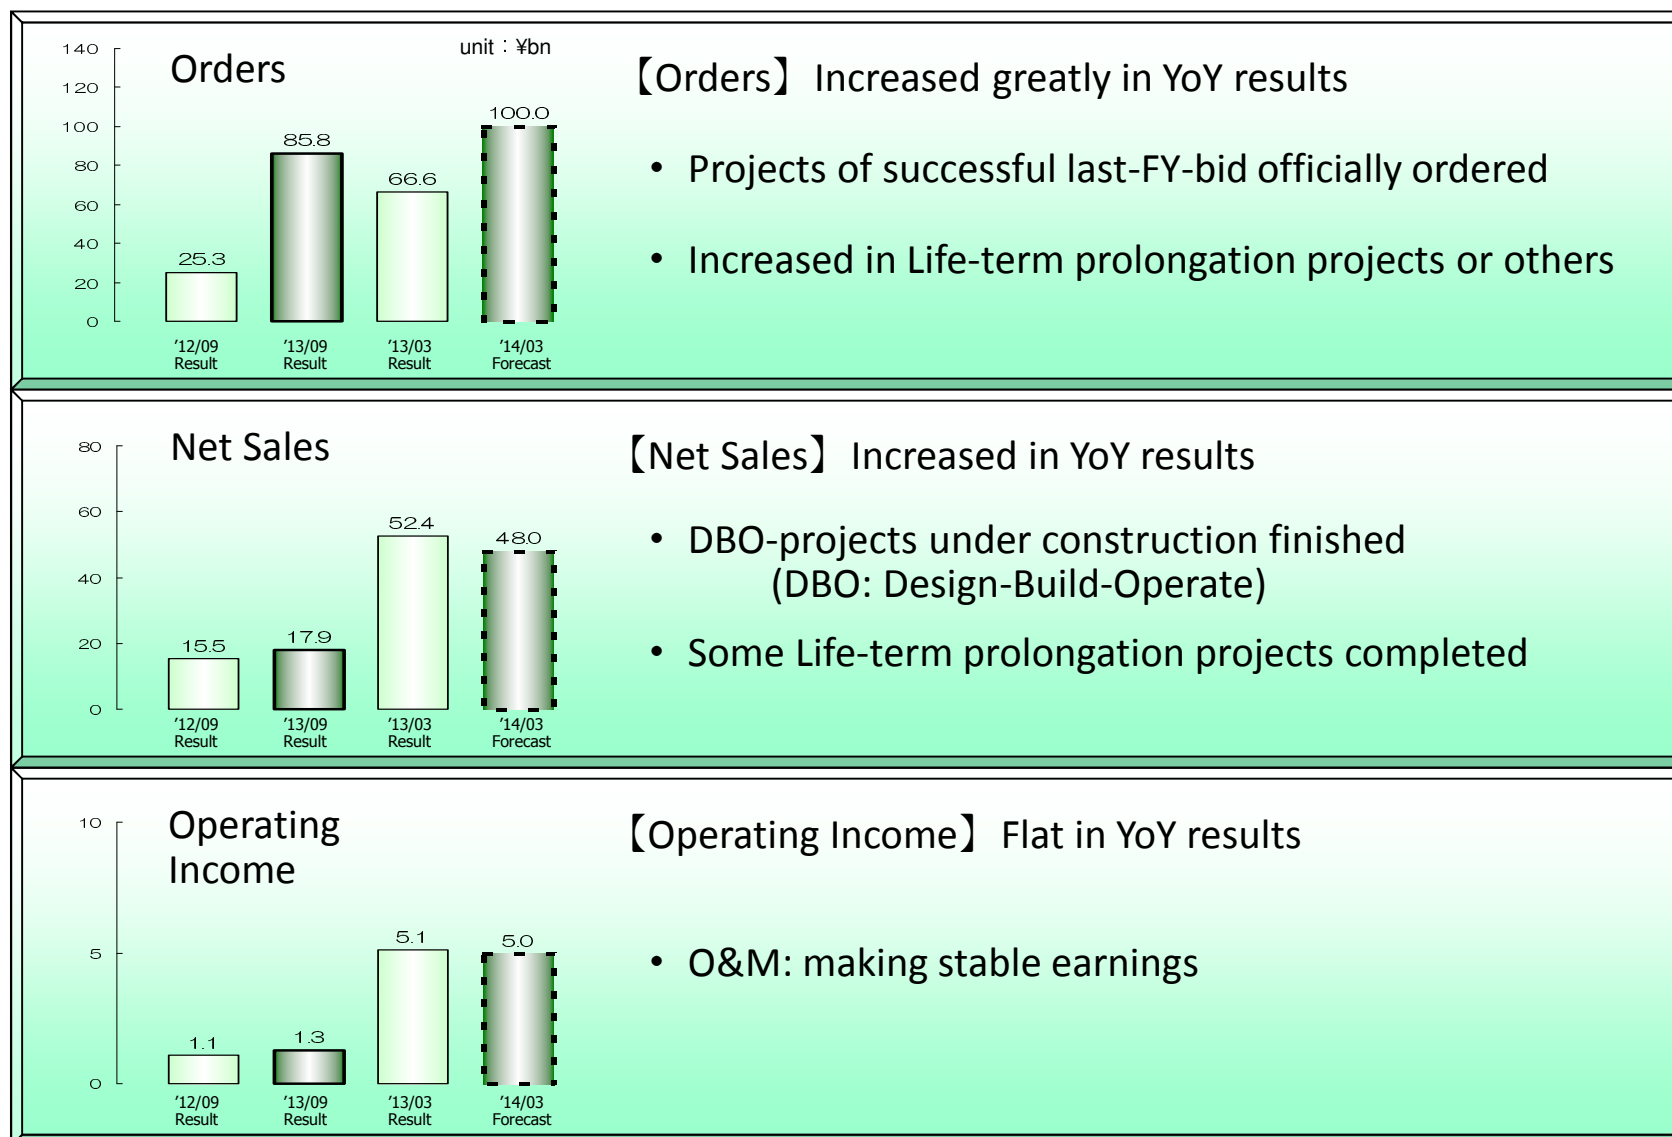 Orders
unit：¥bn
140
120
100
80
60
40
20
0
25.3
85.8
66.6
100.0
'12/09 '13/09 '13/03 '14/03
Result Result Result Forecast
【Orders】 Increased greatly in YoY results
• Projects of successful last-FY-bid officially ordered
• Increased in Life-term prolongation projects or others
Net Sales
80
60
40
20
0
15.5
17.9
52.4
48.0
'12/09 '13/09 '13/03 '14/03
Result Result Result Forecast
【Net Sales】 Increased in YoY results
• DBO-projects under construction finished
(DBO: Design-Build-Operate)
• Some Life-term prolongation projects completed
Operating
Income
10
5
0
1.1
1.3
5.1
5.0
'12/09 '13/09 '13/03 '14/03
Result Result Result Forecast
【Operating Income】 Flat in YoY results
• O&M: making stable earnings